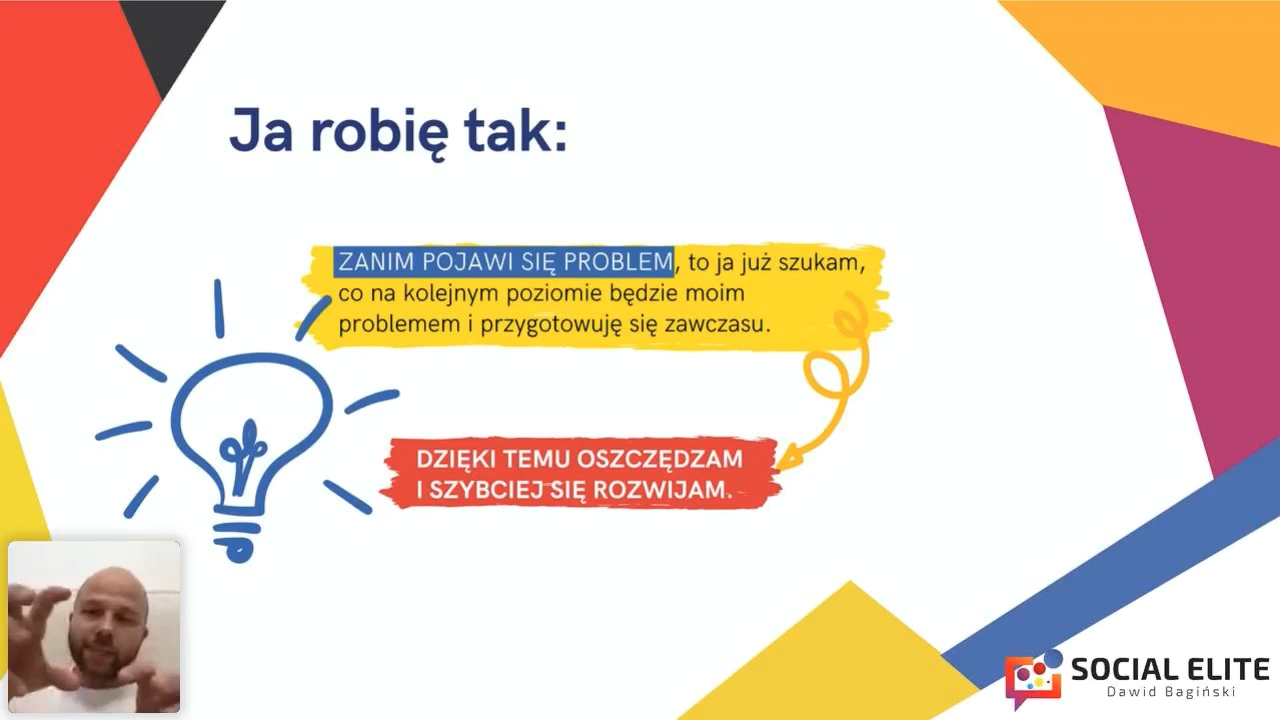 Ja robię tak:
ZANIM POJAWI SIĘ PROBLEM, to ja już szukam,
co na kolejnym poziomie będzie moim
problemem i przygotowuję się zawczasu.
DZIĘKI TEMU OSZCZĘDZAM
I SZYBCIEJ SIĘ ROZWIJAM.
SOCIAL ELITE
Dawid Bagiński